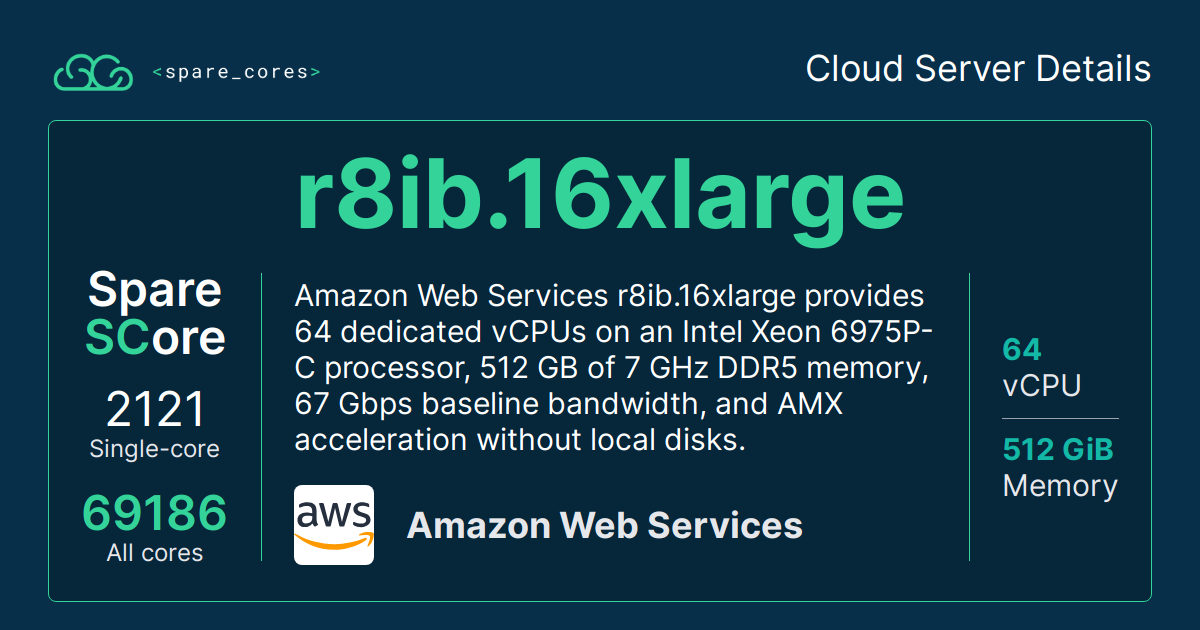 <spare_cores>
Cloud Server Details
r8ib.16xlarge
Spare
SCore
2121
Single-core
69186
All cores
Amazon Web Services r8ib.16xlarge provides
64 dedicated vCPUs on an Intel Xeon 6975P-
C processor, 512 GB of 7 GHz DDR5 memory,
67 Gbps baseline bandwidth, and AMX
acceleration without local disks.
aws
Amazon Web Services
64
vCPU
512 GiB
Memory